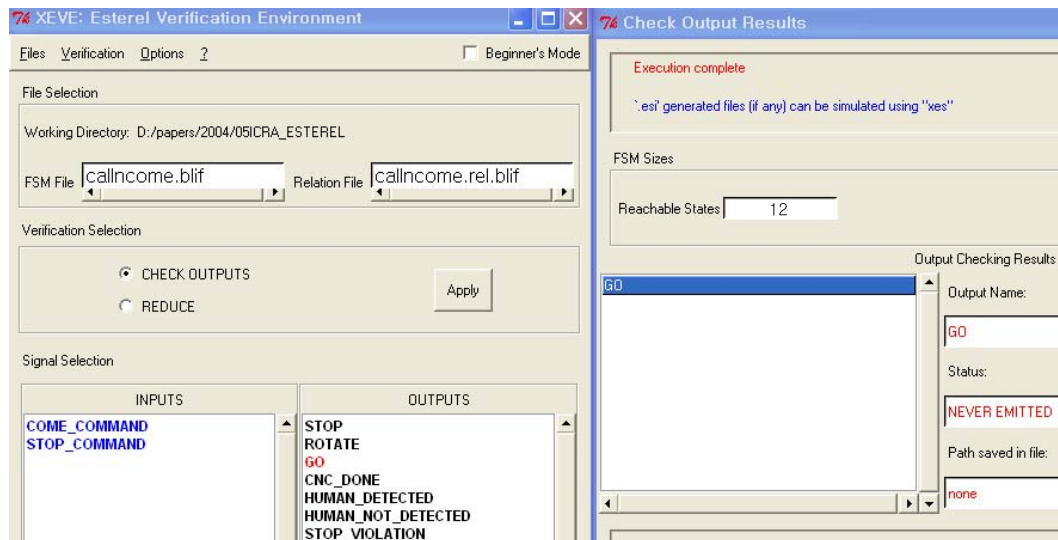 XEVE: Esterel Verification Environment
Files Verification Options ?
Beginner's Mode
File Selection
Working Directory: D:/papers/2004/05ICRA_ESTEREL
FSM File callncome.blif
Relation File callncome.rel.blif
Verification Selection
CHECK OUTPUTS
REDUCE
Apply
Signal Selection
INPUTS
COME_COMMAND
STOP_COMMAND
OUTPUTS
STOP
ROTATE
GO
CNC_DONE
HUMAN_DETECTED
HUMAN_NOT_DETECTED
STOP_VIOLATION
Check Output Results
Execution complete
`.esi' generated files (if any) can be simulated using "xes"
FSM Sizes
Reachable States 12
Output Checking Results
GO
Output Name:
GO
Status:
NEVER EMITTED
Path saved in file:
none